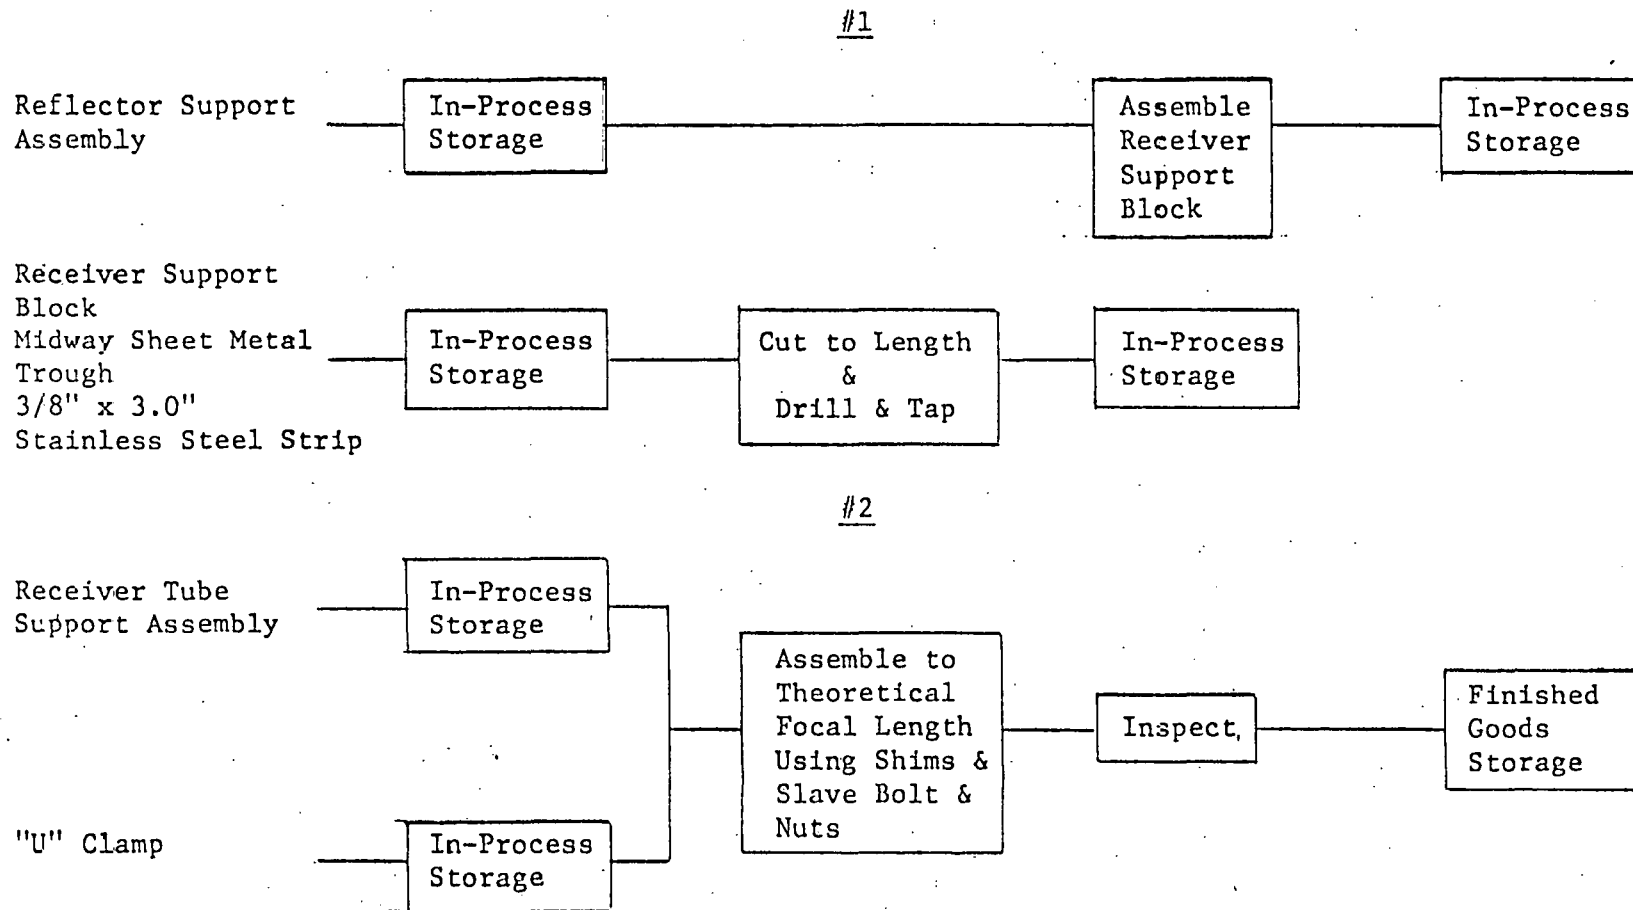 #1
Reflector Support
Assembly
In-Process
Storage
Assemble
Receiver
Support
Block
In-Process
Storage
Receiver Support
Block
Midway Sheet Metal
Trough
3/8" x 3.0"
Stainless Steel Strip
In-Process
Storage
Cut to Length
&
Drill & Tap
In-Process
Storage
#2
Receiver Tube
Support Assembly
In-Process
Storage
"U" Clamp
In-Process
Storage
Assemble to
Theoretical
Focal Length
Using Shims &
Slave Bolt &
Nuts
Inspect
Finished
Goods
Storage